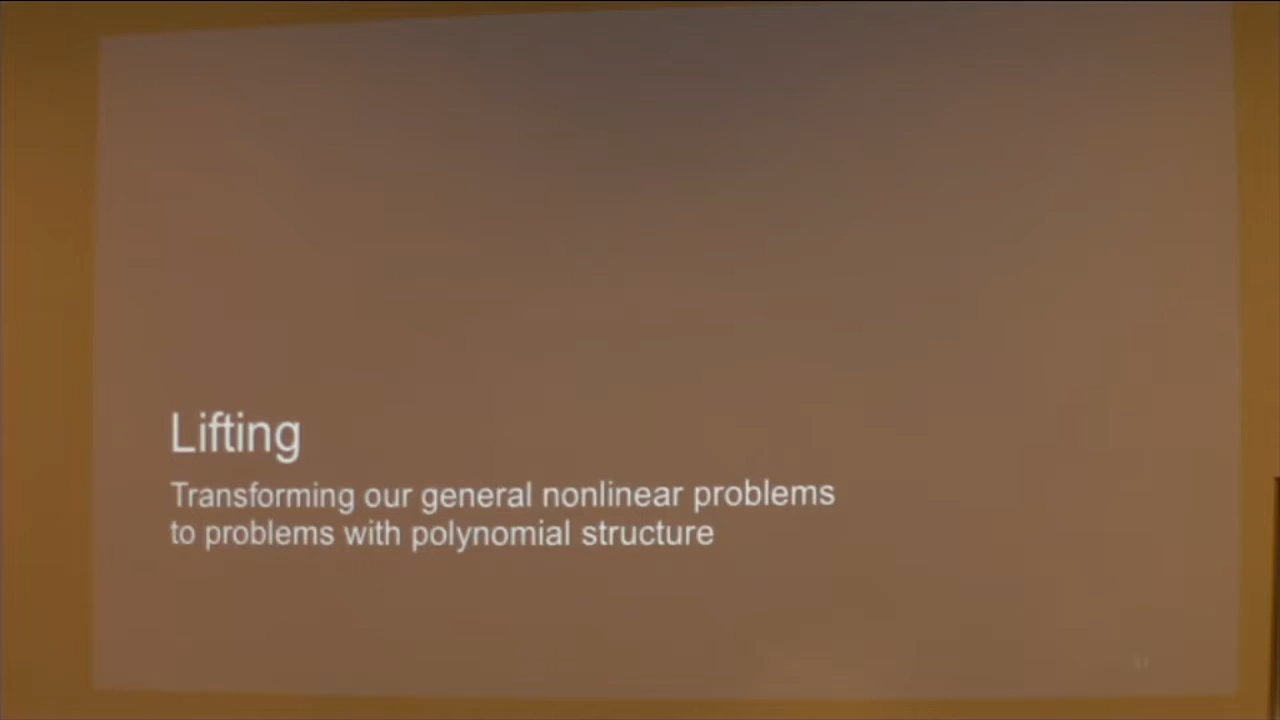 Lifting
Transforming our general nonlinear problems
to problems with polynomial structure